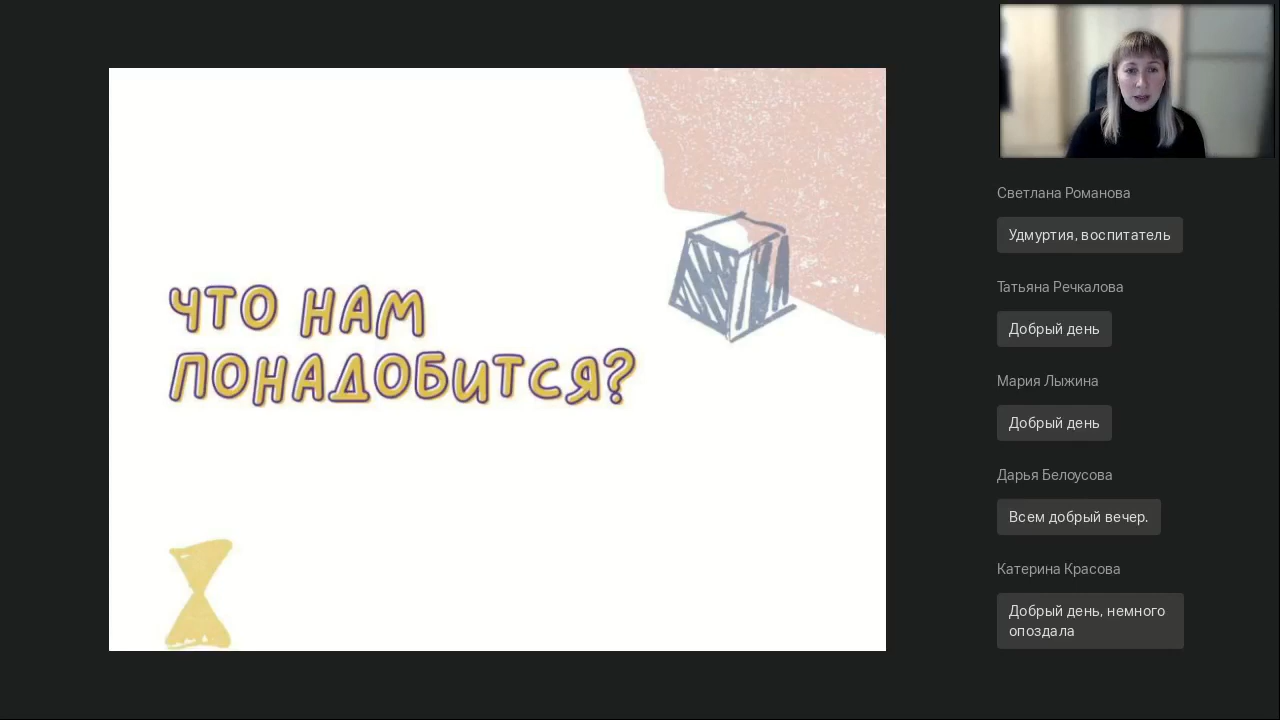 ЧТО НАМ
ПОНАДОБИТСЯ?
Светлана Романова
Удмуртия, воспитатель
Татьяна Речкалова
Добрый день
Мария Лыжина
Добрый день
Дарья Белоусова
Всем добрый вечер.
Катерина Красова
Добрый день, немного
опоздала